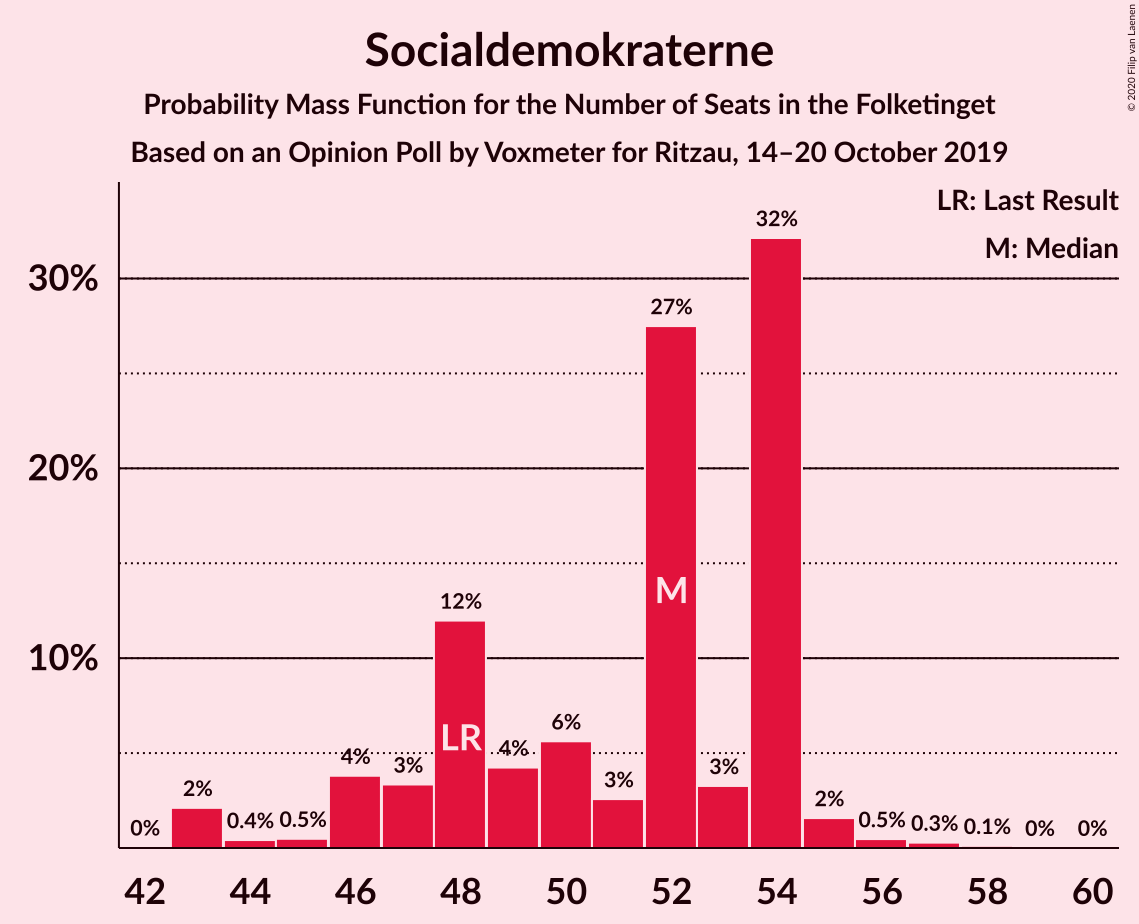 Socialdemokraterne
Probability Mass Function for the Number of Seats in the Folketinget
Based on an Opinion Poll by Voxmeter for Ritzau, 14–20 October 2019
© 2020 Filip van Laenen
LR: Last Result
M: Median
30%
20%
10%
0%
2%
0.4%
0.5%
4%
3%
12%
4%
6%
3%
27%
3%
32%
2%
0.5%
0.3%
0.1%
0%
0%
LR
M
42 44 46 48 50 52 54 56 58 60